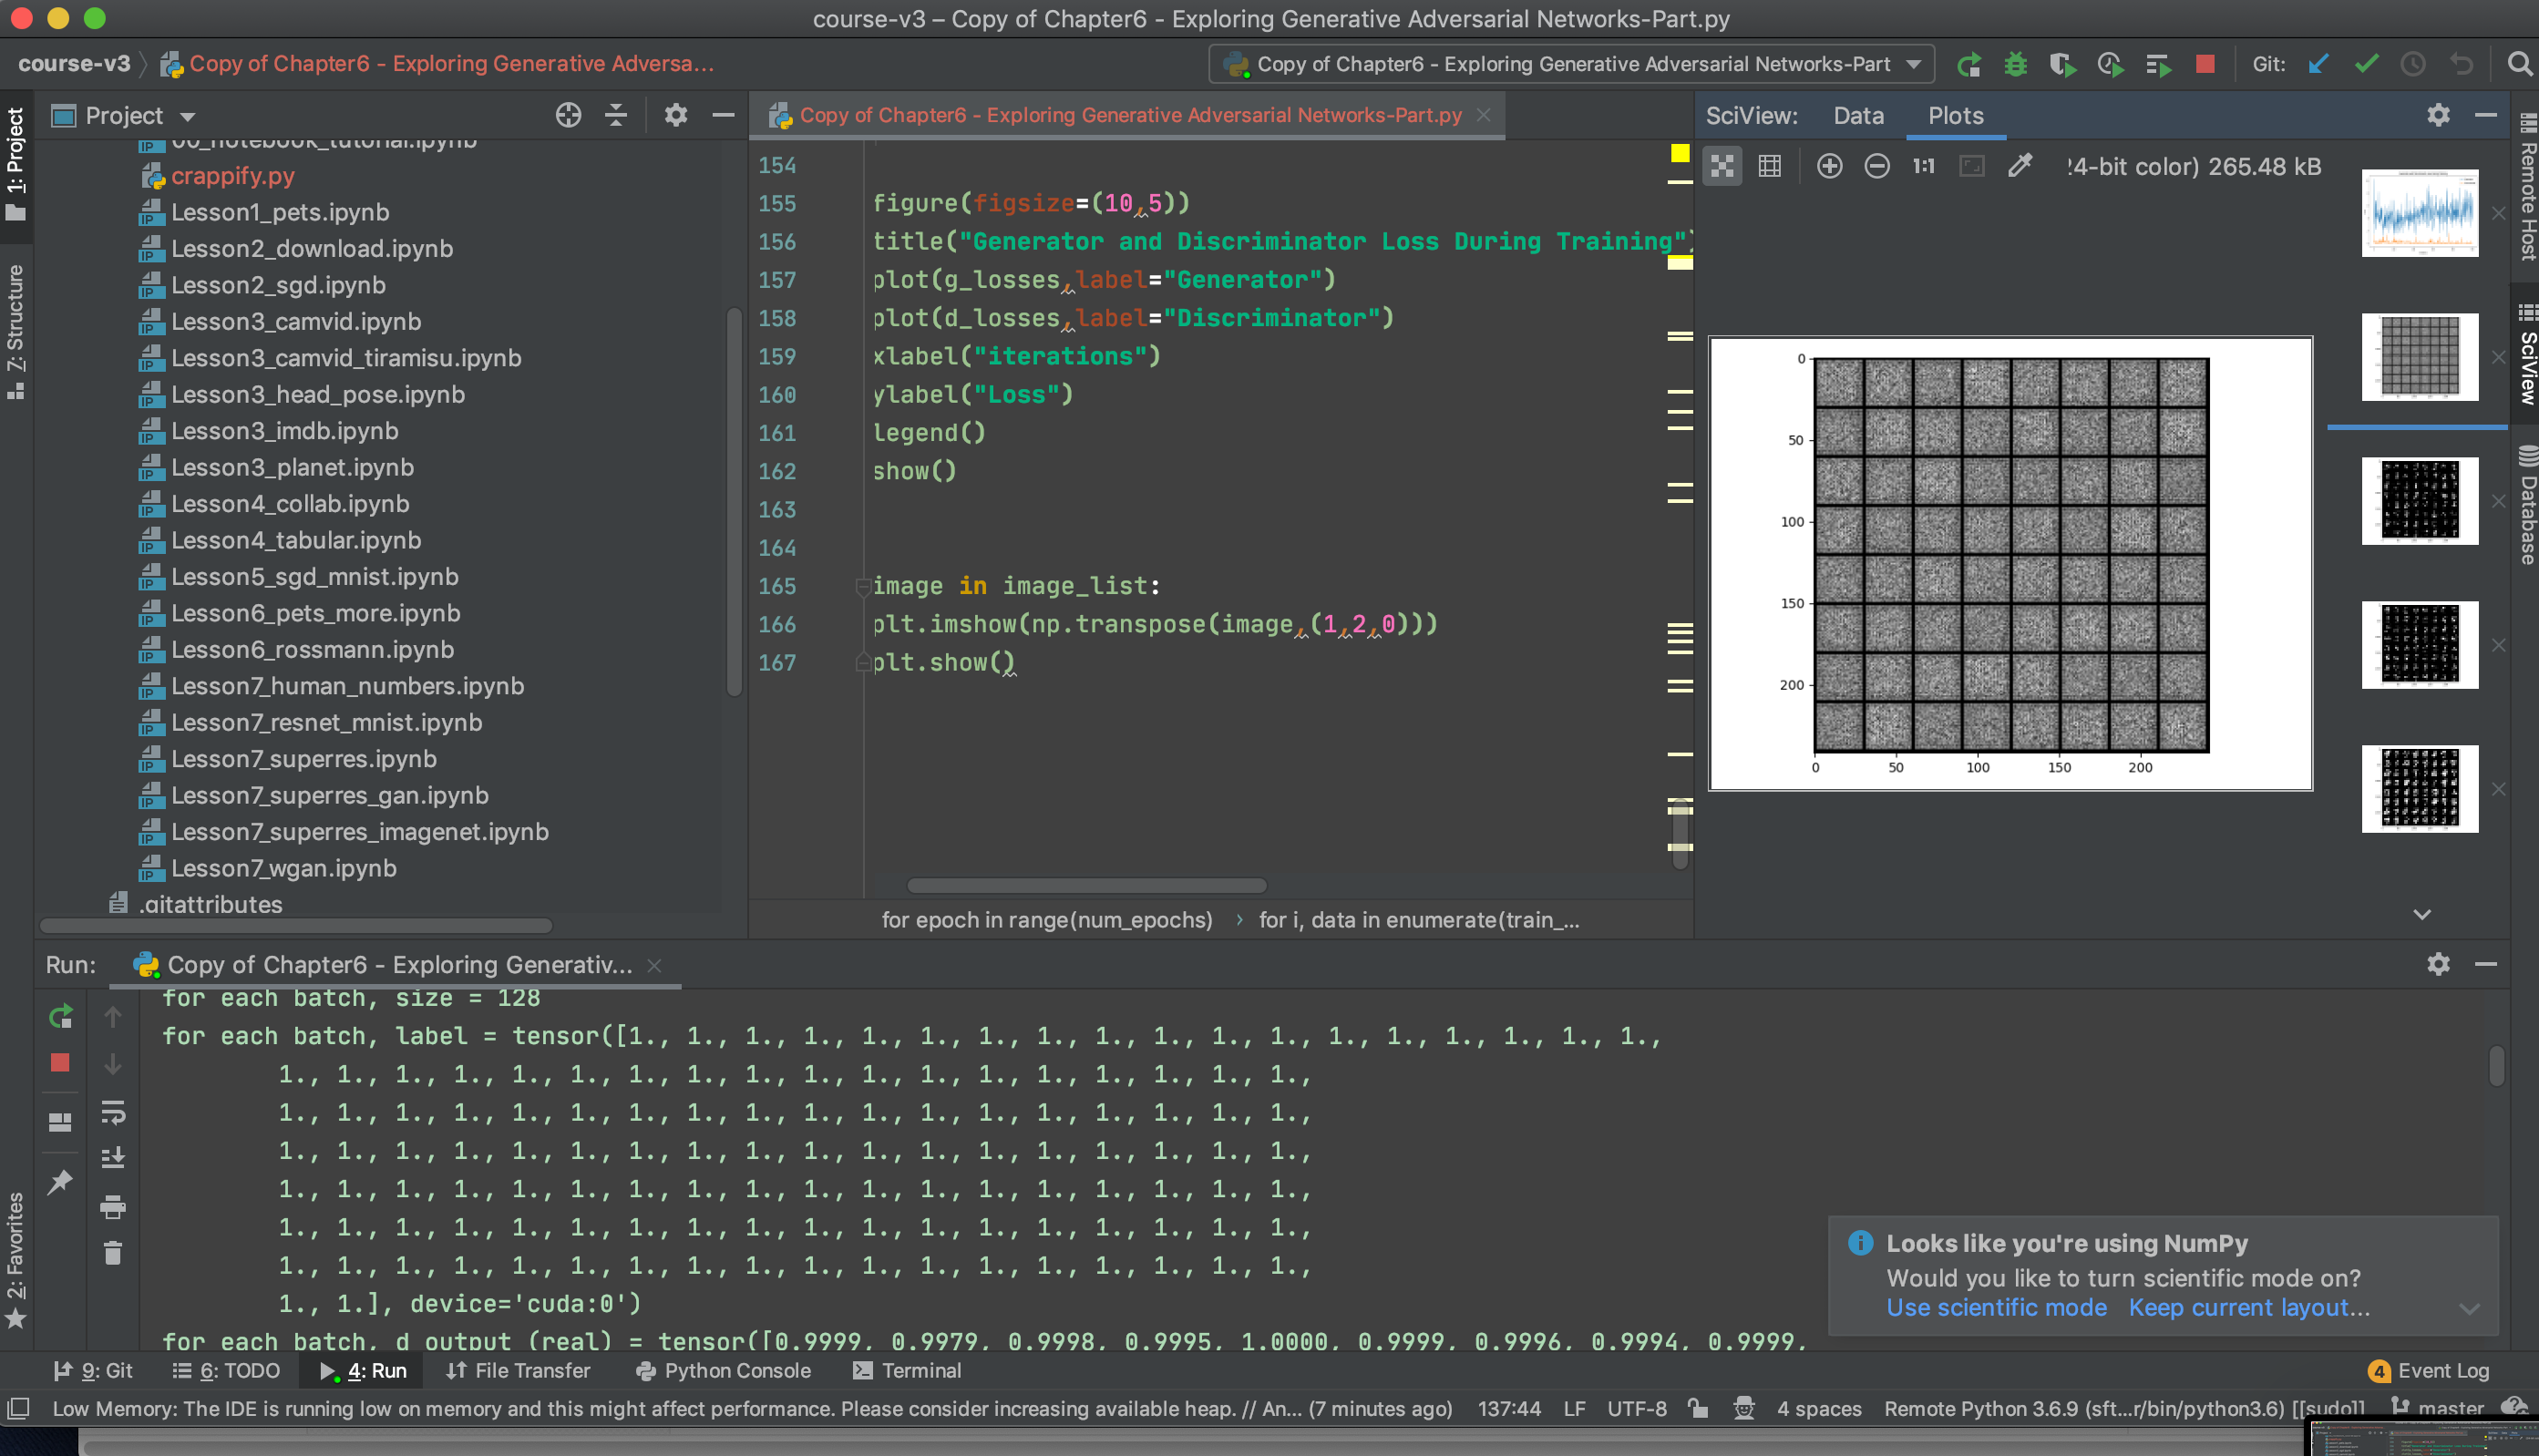 course-v3 – Copy of Chapter6 - Exploring Generative Adversarial Networks-Part.py
course-v3
Copy of Chapter6 - Exploring Generative Adversa...
Copy of Chapter6 - Exploring Generative Adversarial Networks-Part
Git:
1: Project
7: Structure
2: Favorites
Project
00_notebook_tutorial.ipynb
crappify.py
Lesson1_pets.ipynb
Lesson2_download.ipynb
Lesson2_sgd.ipynb
Lesson3_camvid.ipynb
Lesson3_camvid_tiramisu.ipynb
Lesson3_head_pose.ipynb
Lesson3_imdb.ipynb
Lesson3_planet.ipynb
Lesson4_collab.ipynb
Lesson4_tabular.ipynb
Lesson5_sgd_mnist.ipynb
Lesson6_pets_more.ipynb
Lesson6_rossmann.ipynb
Lesson7_human_numbers.ipynb
Lesson7_resnet_mnist.ipynb
Lesson7_superres.ipynb
Lesson7_superres_gan.ipynb
Lesson7_superres_imagenet.ipynb
Lesson7_wgan.ipynb
.gitattributes
Copy of Chapter6 - Exploring Generative Adversarial Networks-Part.py
154
155 figure(figsize=(10,5))
156 title("Generator and Discriminator Loss During Training")
157 plot(g_losses,label="Generator")
158 plot(d_losses,label="Discriminator")
159 xlabel("iterations")
160 ylabel("Loss")
161 legend()
162 show()
163
164
165 image in image_list:
166 plt.imshow(np.transpose(image,(1,2,0)))
167 plt.show()
for epoch in range(num_epochs) › for i, data in enumerate(train_...
SciView: Data Plots
1:1
24-bit color) 265.48 kB
0
50
100
150
200
0 50 100 150 200
Remote Host
SciView
Database
Run: Copy of Chapter6 - Exploring Generativ...
for each batch, size = 128
for each batch, label = tensor([1., 1., 1., 1., 1., 1., 1., 1., 1., 1., 1., 1., 1., 1., 1., 1., 1., 1.,
1., 1., 1., 1., 1., 1., 1., 1., 1., 1., 1., 1., 1., 1., 1., 1., 1., 1.,
1., 1., 1., 1., 1., 1., 1., 1., 1., 1., 1., 1., 1., 1., 1., 1., 1., 1.,
1., 1., 1., 1., 1., 1., 1., 1., 1., 1., 1., 1., 1., 1., 1., 1., 1., 1.,
1., 1., 1., 1., 1., 1., 1., 1., 1., 1., 1., 1., 1., 1., 1., 1., 1., 1.,
1., 1., 1., 1., 1., 1., 1., 1., 1., 1., 1., 1., 1., 1., 1., 1., 1., 1.,
1., 1., 1., 1., 1., 1., 1., 1., 1., 1., 1., 1., 1., 1., 1., 1., 1., 1.,
1., 1.], device='cuda:0')
for each batch, d_output (real) = tensor([0.9999, 0.9979, 0.9998, 0.9995, 1.0000, 0.9999, 0.9996, 0.9994, 0.9999,
Looks like you're using NumPy
Would you like to turn scientific mode on?
Use scientific mode Keep current layout...
9: Git
6: TODO
4: Run
File Transfer
Python Console
Terminal
4 Event Log
Low Memory: The IDE is running low on memory and this might affect performance. Please consider increasing available heap. // An... (7 minutes ago)
137:44 LF UTF-8 4 spaces Remote Python 3.6.9 (sft...r/bin/python3.6) [[sudo]] master